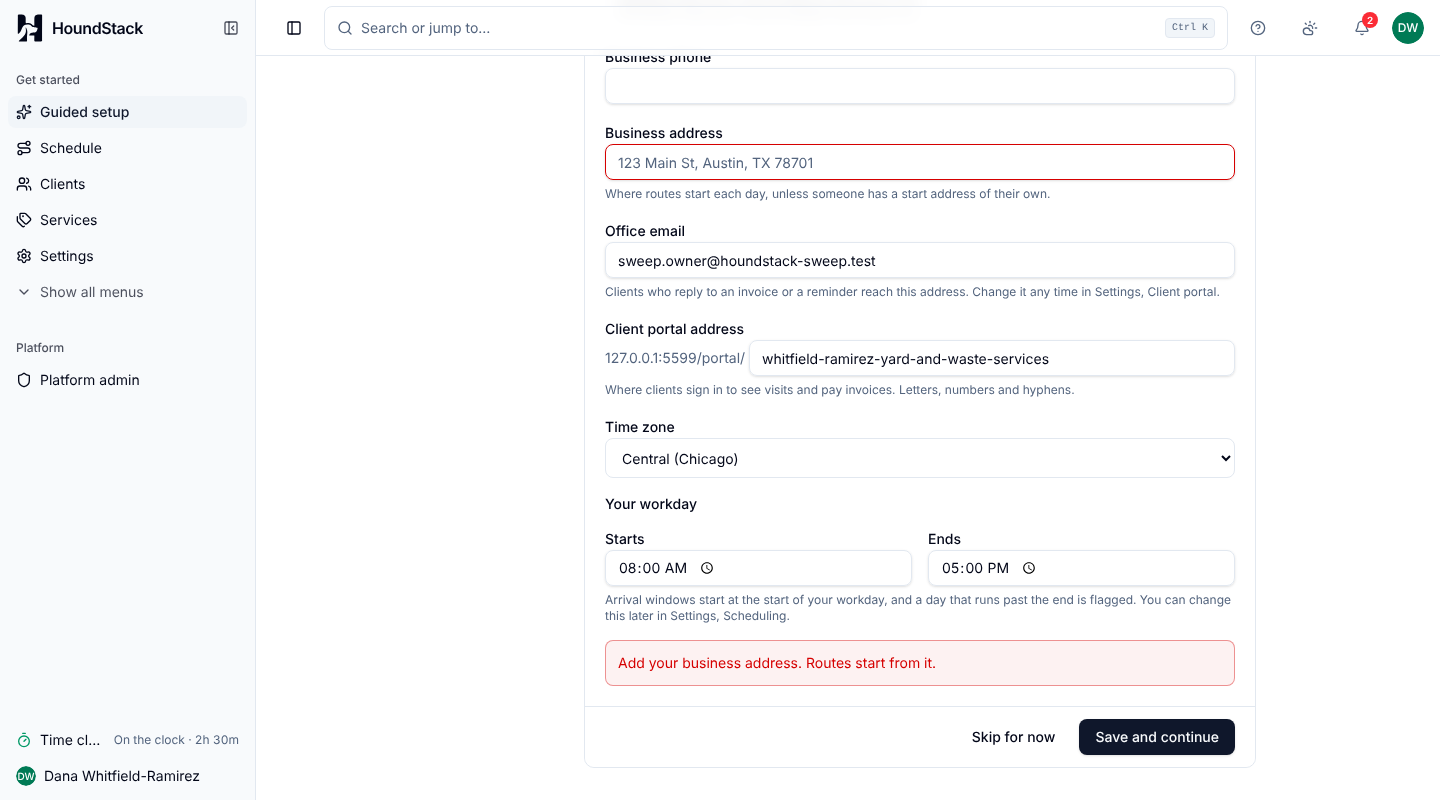 HoundStack
Search or jump to...
Ctrl K
2
DW
Get started
Guided setup
Schedule
Clients
Services
Settings
Show all menus
Platform
Platform admin
Time cl...
On the clock · 2h 30m
DW
Dana Whitfield-Ramirez
Business phone
Business address
123 Main St, Austin, TX 78701
Where routes start each day, unless someone has a start address of their own.
Office email
sweep.owner@houndstack-sweep.test
Clients who reply to an invoice or a reminder reach this address. Change it any time in Settings, Client portal.
Client portal address
127.0.0.1:5599/portal/
whitfield-ramirez-yard-and-waste-services
Where clients sign in to see visits and pay invoices. Letters, numbers and hyphens.
Time zone
Central (Chicago)
Your workday
Starts
Ends
08:00 AM
05:00 PM
Arrival windows start at the start of your workday, and a day that runs past the end is flagged. You can change
this later in Settings, Scheduling.
Add your business address. Routes start from it.
Skip for now
Save and continue